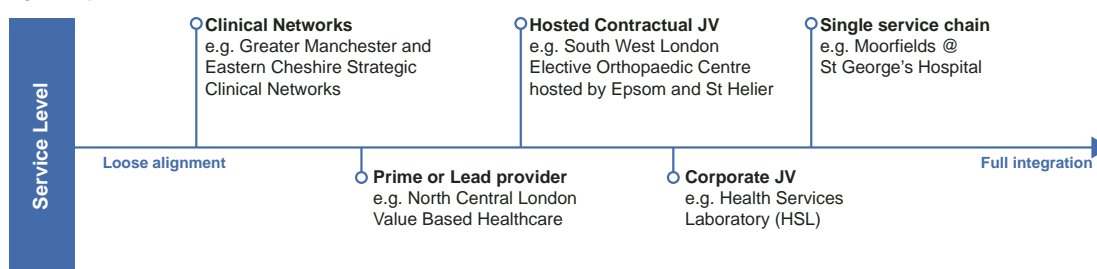 Clinical Networks
e.g. Greater Manchester and
Eastern Cheshire Strategic
Clinical Networks
Hosted Contractual JV
e.g. South West London
Elective Orthopaedic Centre
hosted by Epsom and St Helier
Single service chain
e.g. Moorfields @
St George's Hospital
Service Level
Loose alignment
Full integration
Prime or Lead provider
e.g. North Central London
Value Based Healthcare
Corporate JV
e.g. Health Services
Laboratory (HSL)